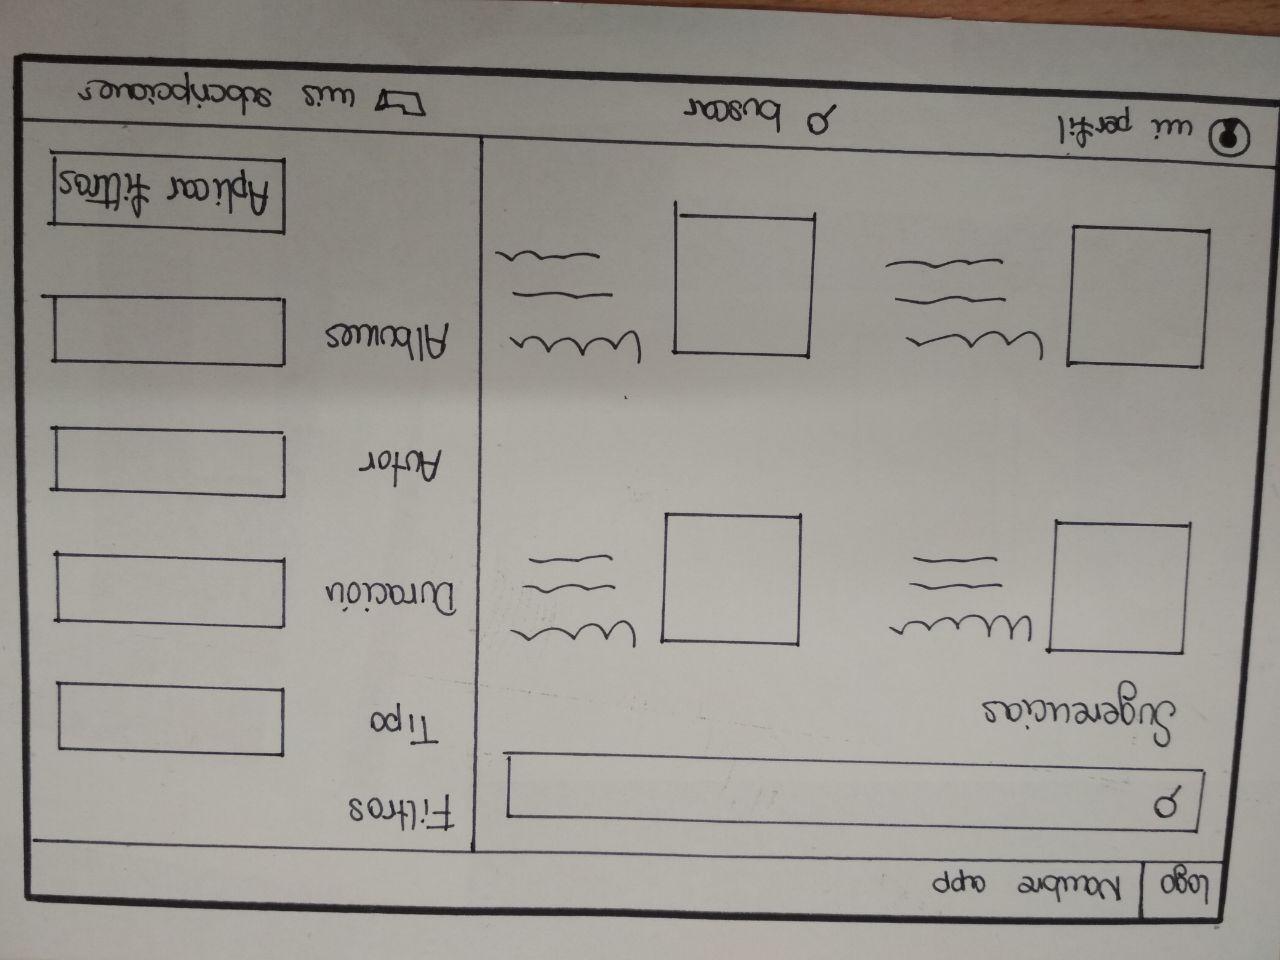 Logo
Nombre app
Sugerencias
Filtros
Tipo
Duración
Autor
Albumes
Aplicar filtros
mi perfil
buscar
mis subscripciones